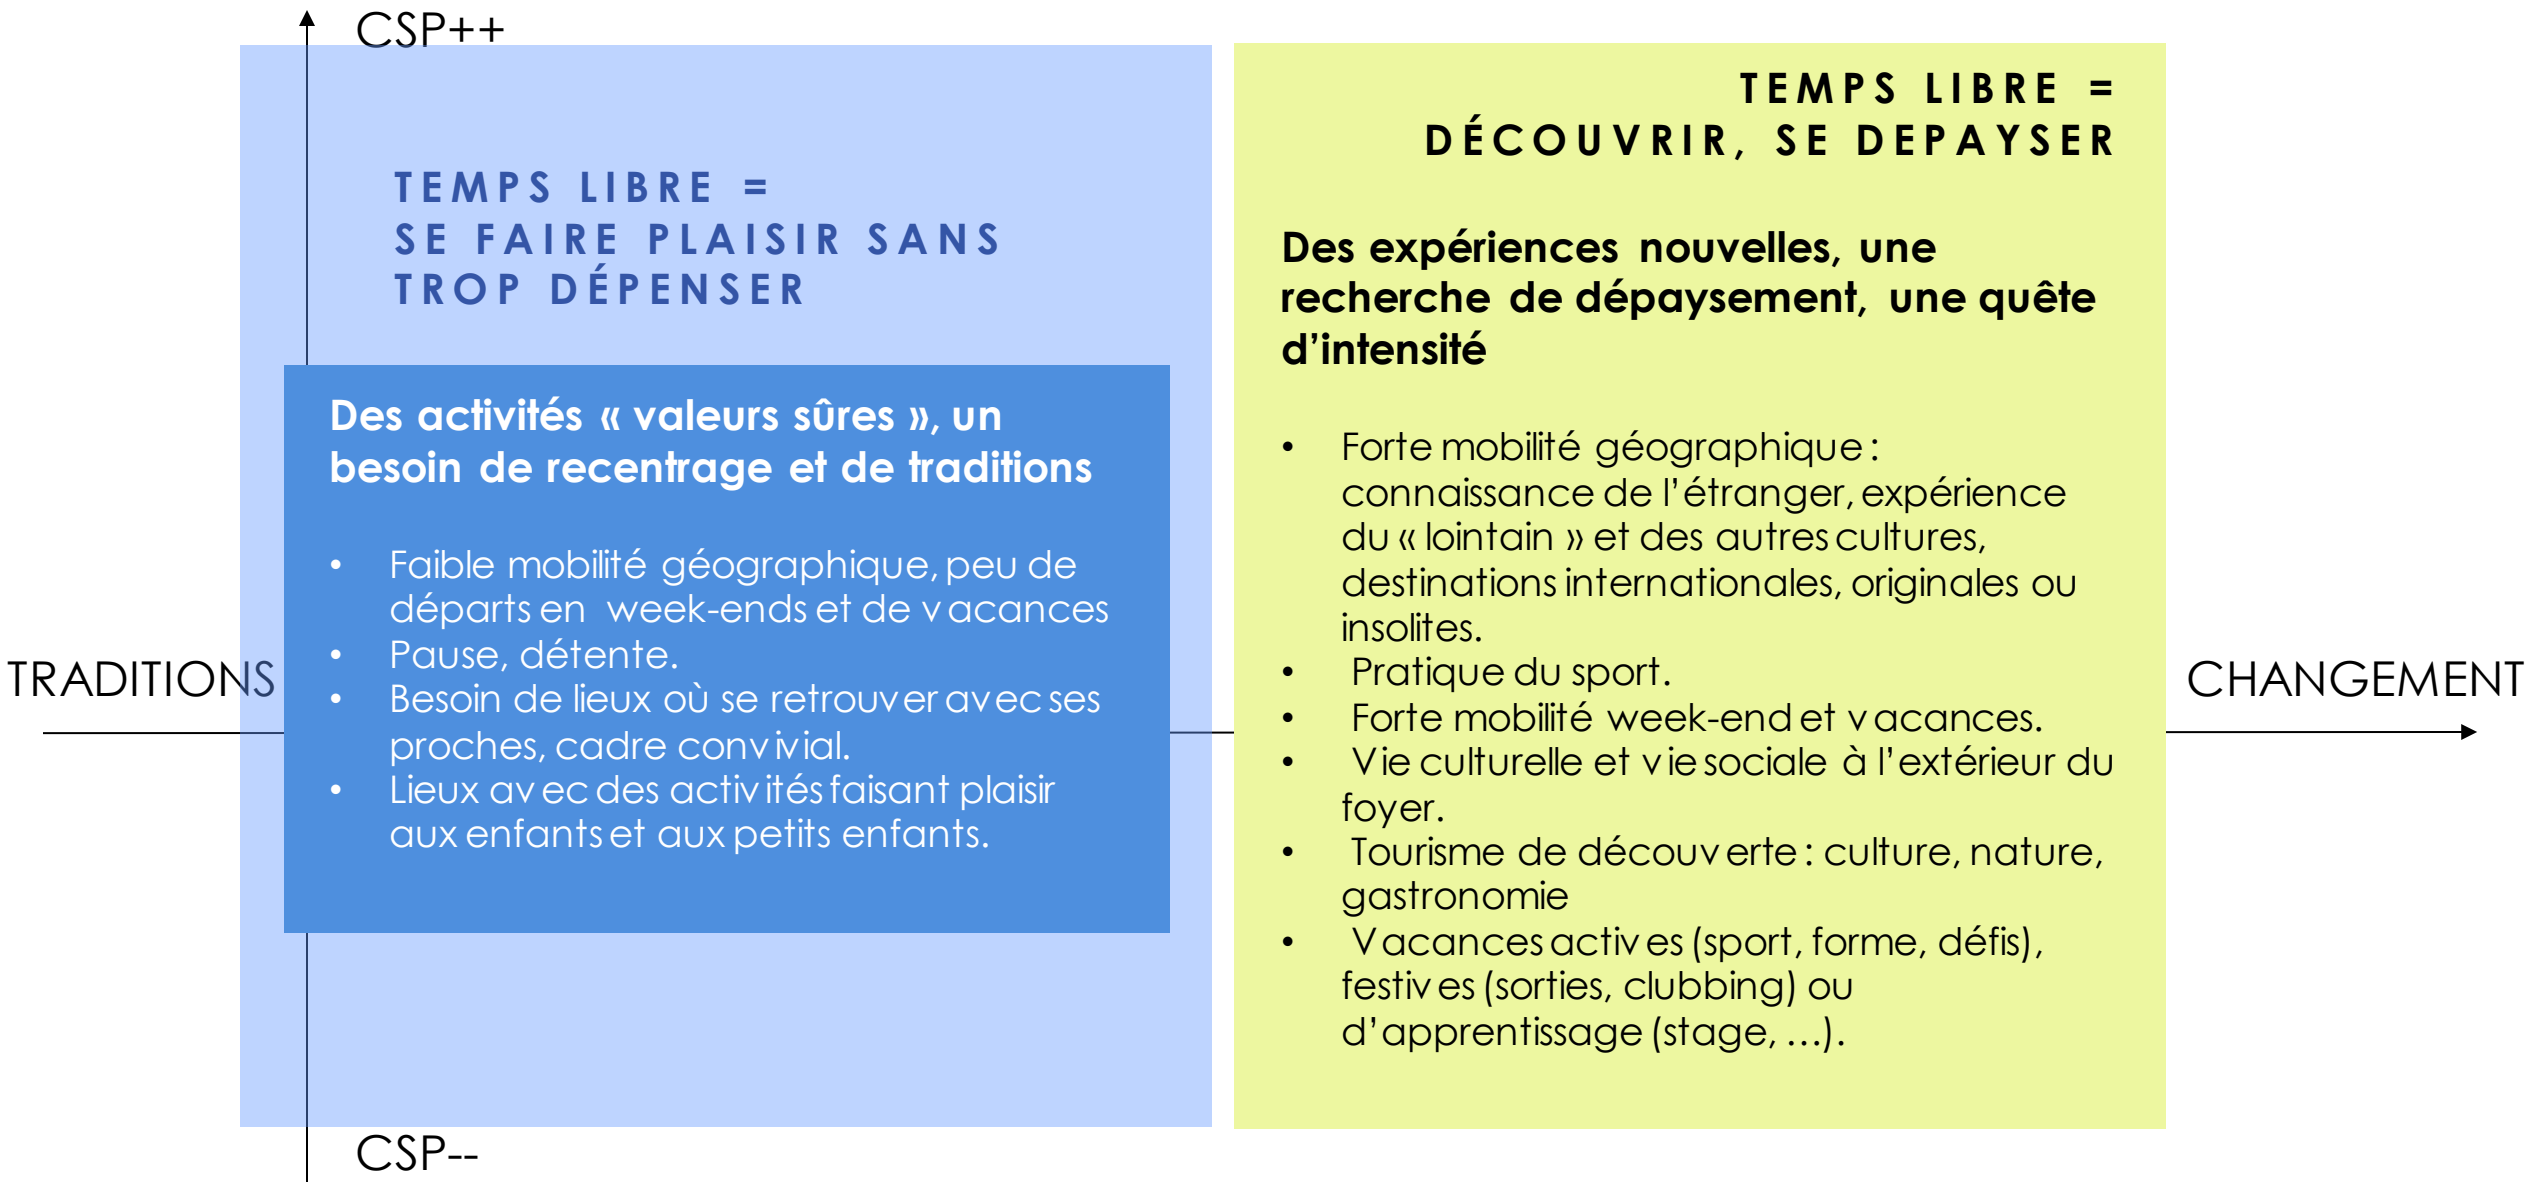 CSP++
TEMPS LIBRE =
SE FAIRE PLAISIR SANS
TROP DÉPENSER
Des activités « valeurs sûres », un
besoin de recentrage et de traditions
• Faible mobilité géographique, peu de
départs en week-ends et de vacances
• Pause, détente.
• Besoin de lieux où se retrouver avec ses
proches, cadre convivial.
• Lieux avec des activités faisant plaisir
aux enfants et aux petits enfants.
TRADITIONS
CSP--
TEMPS LIBRE =
DÉCOUVRIR, SE DEPAYSER
Des expériences nouvelles, une
recherche de dépaysement, une quête
d’intensité
• Forte mobilité géographique :
connaissance de l’étranger, expérience
du « lointain » et des autres cultures,
destinations internationales, originales ou
insolites.
• Pratique du sport.
• Forte mobilité week-end et vacances.
• Vie culturelle et vie sociale à l’extérieur du
foyer.
• Tourisme de découverte : culture, nature,
gastronomie
• Vacances actives (sport, forme, défis),
festives (sorties, clubbing) ou
d’apprentissage (stage, …).
CHANGEMENT